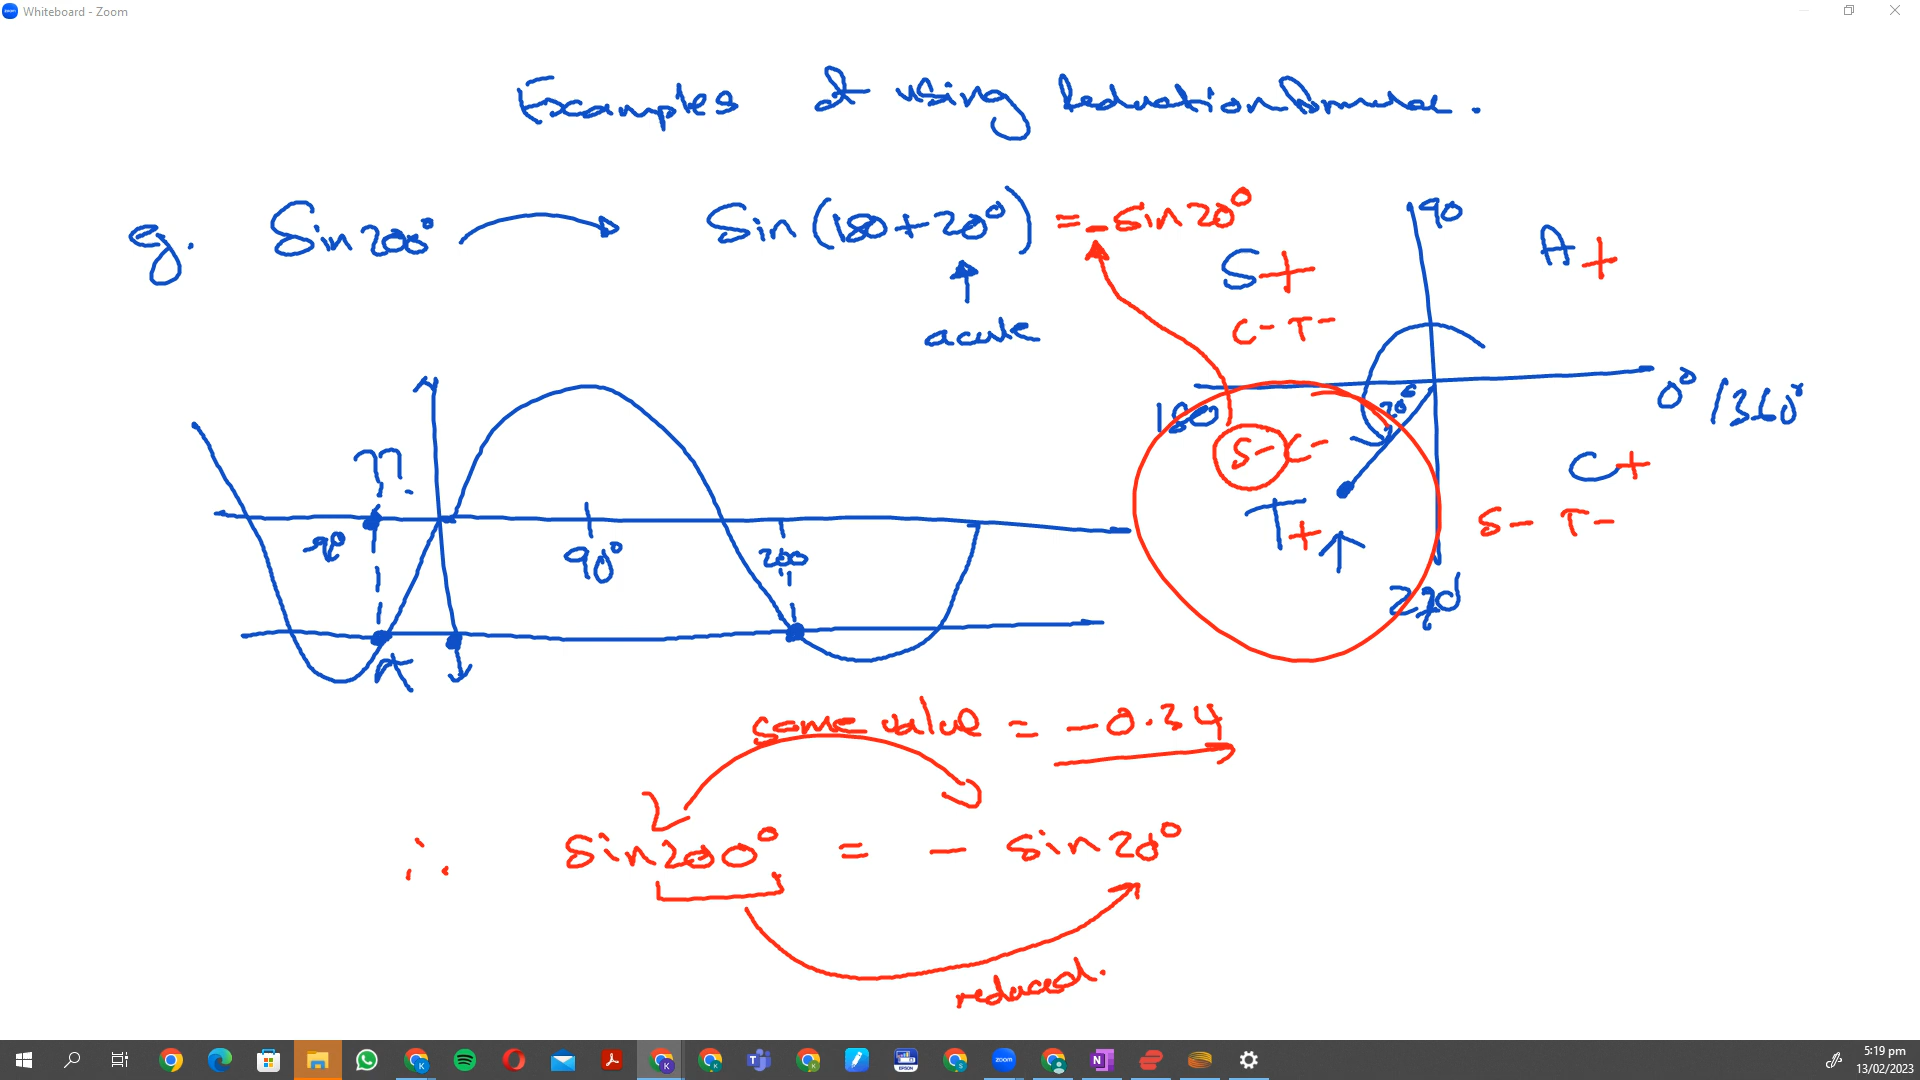 Whiteboard - Zoom
Examples of using Reduction formulae.
eg. Sin 200° Sin (180 + 20°) = - sin 20°
acute
90
S+ A+
C- T-
180 20° 0° / 360°
S- C- C+
T+ S- T-
270
??
-20° 90° 200
same value = -0.34
∴ sin 200° = - sin 20°
reduced.
5:19 pm
13/02/2023